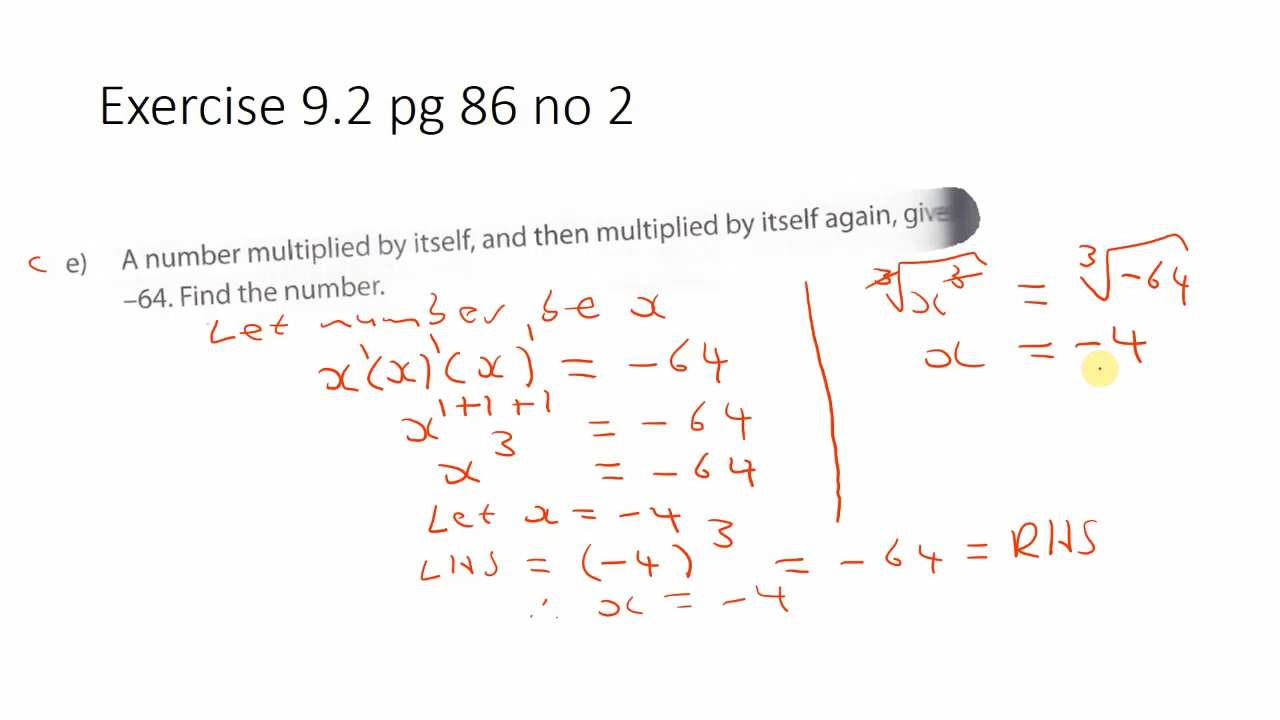 Exercise 9.2 pg 86 no 2
c e) A number multiplied by itself, and then multiplied by itself again, give
–64. Find the number.
Let number be x
x¹(x)¹(x)¹ = -64
x¹⁺¹⁺¹ = -64
x³ = -64
Let x = -4
LHS = (-4)³ = -64 = RHS
∴ x = -4
∛x³ = ∛-64
x = -4